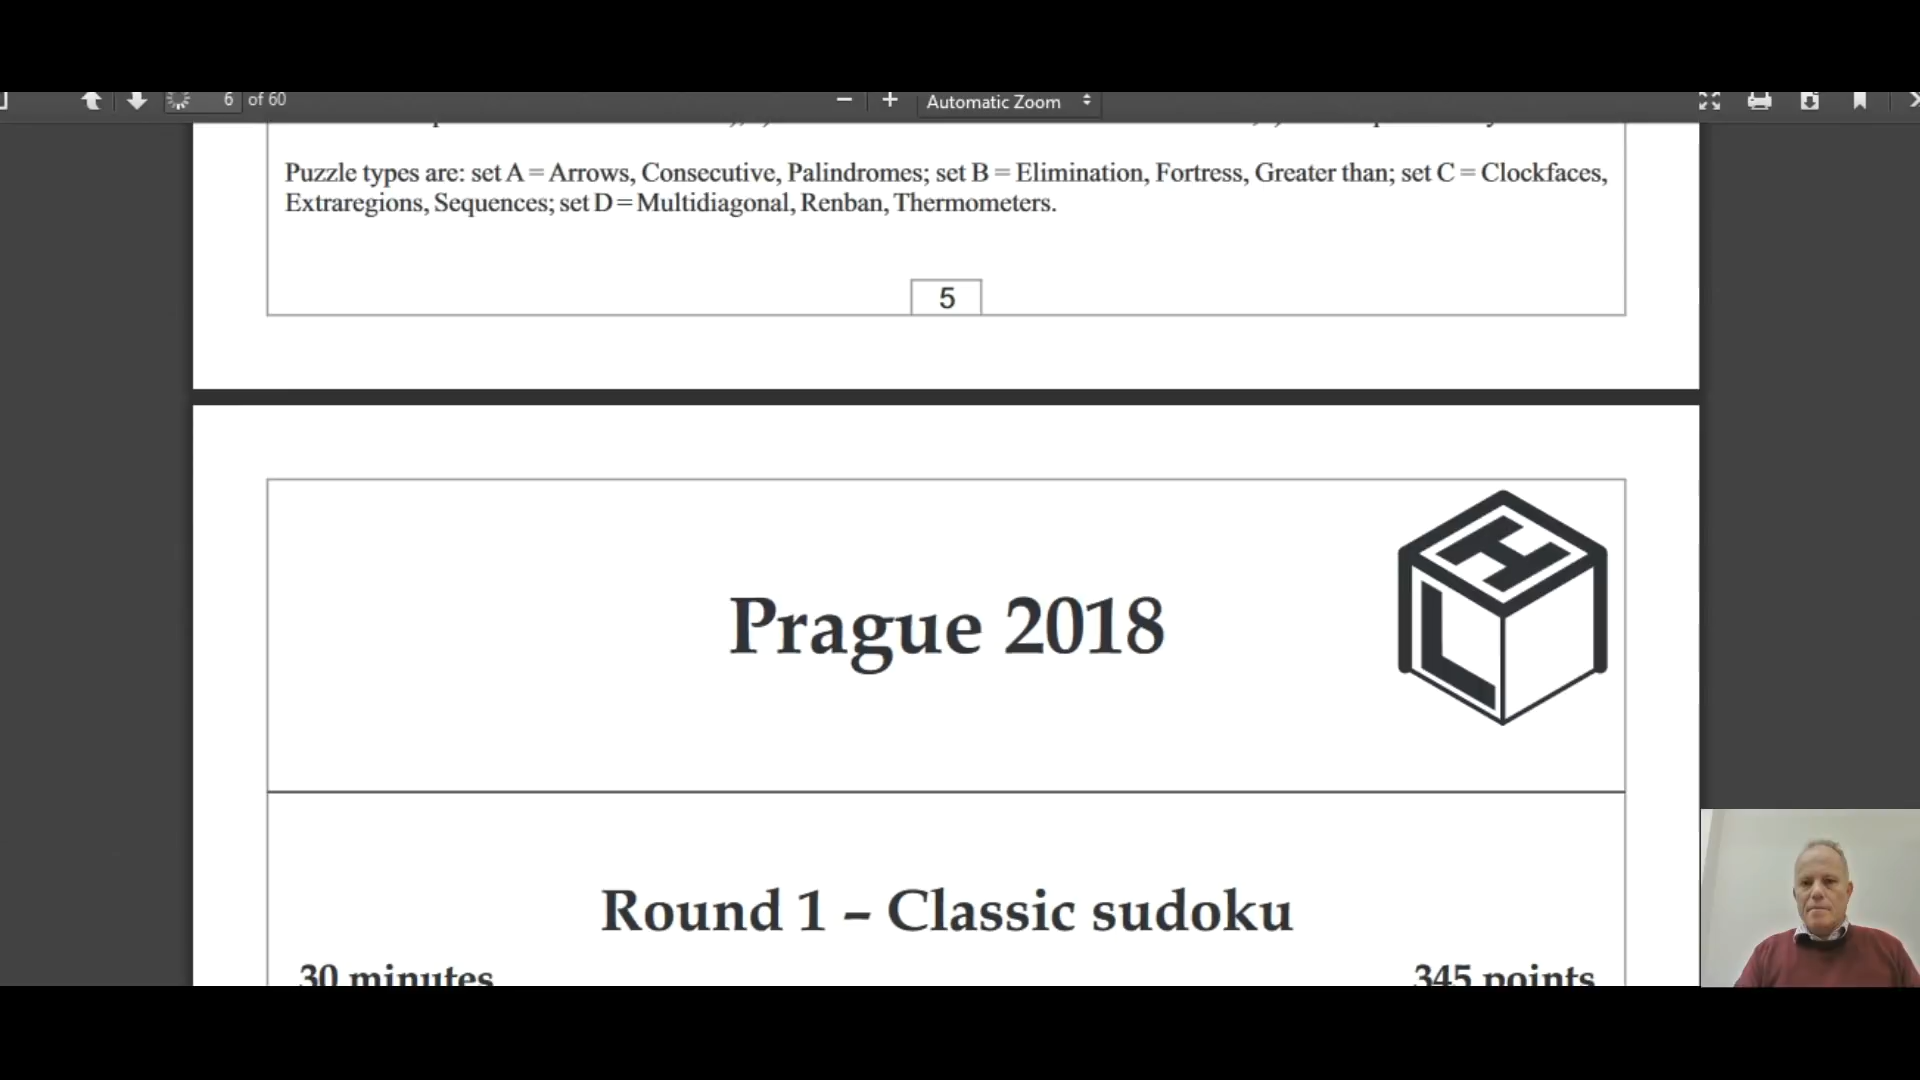 6 of 60
Automatic Zoom
Puzzle types are: set A = Arrows, Consecutive, Palindromes; set B = Elimination, Fortress, Greater than; set C = Clockfaces,
Extraregions, Sequences; set D = Multidiagonal, Renban, Thermometers.
5
Prague 2018
H
L
Round 1 – Classic sudoku
30 minutes
345 points